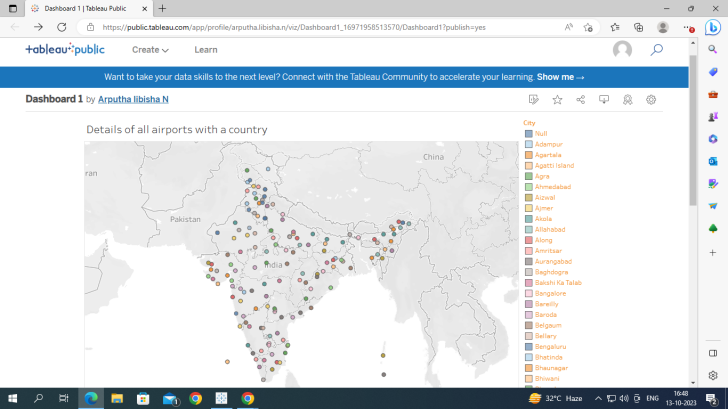 Dashboard 1 | Tableau Public
https://public.tableau.com/app/profile/arputha.libisha.n/viz/Dashboard1_16971958513570/Dashboard1?publish=yes
+ableau public
Create
Learn
Want to take your data skills to the next level? Connect with the Tableau Community to accelerate your learning. Show me →
Dashboard 1 by Arputha libisha N
Details of all airports with a country
City
Null
Adampur
Agartala
Agatti Island
Agra
Ahmedabad
Aizwal
Ajmer
Akola
Allahabad
Along
Amritsar
Aurangabad
Baghdogra
Bakshi Ka Talab
Bangalore
Bareilly
Baroda
Belgaum
Bellary
Bengaluru
Bhatinda
Bhaunagar
Bhiwani
ran
China
Pakistan
India
32°C Haze
ENG
16:48
13-10-2023